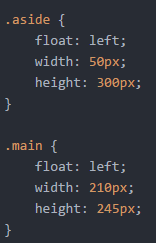 .aside {
    float: left;
    width: 50px;
    height: 300px;
}

.main {
    float: left;
    width: 210px;
    height: 245px;
}